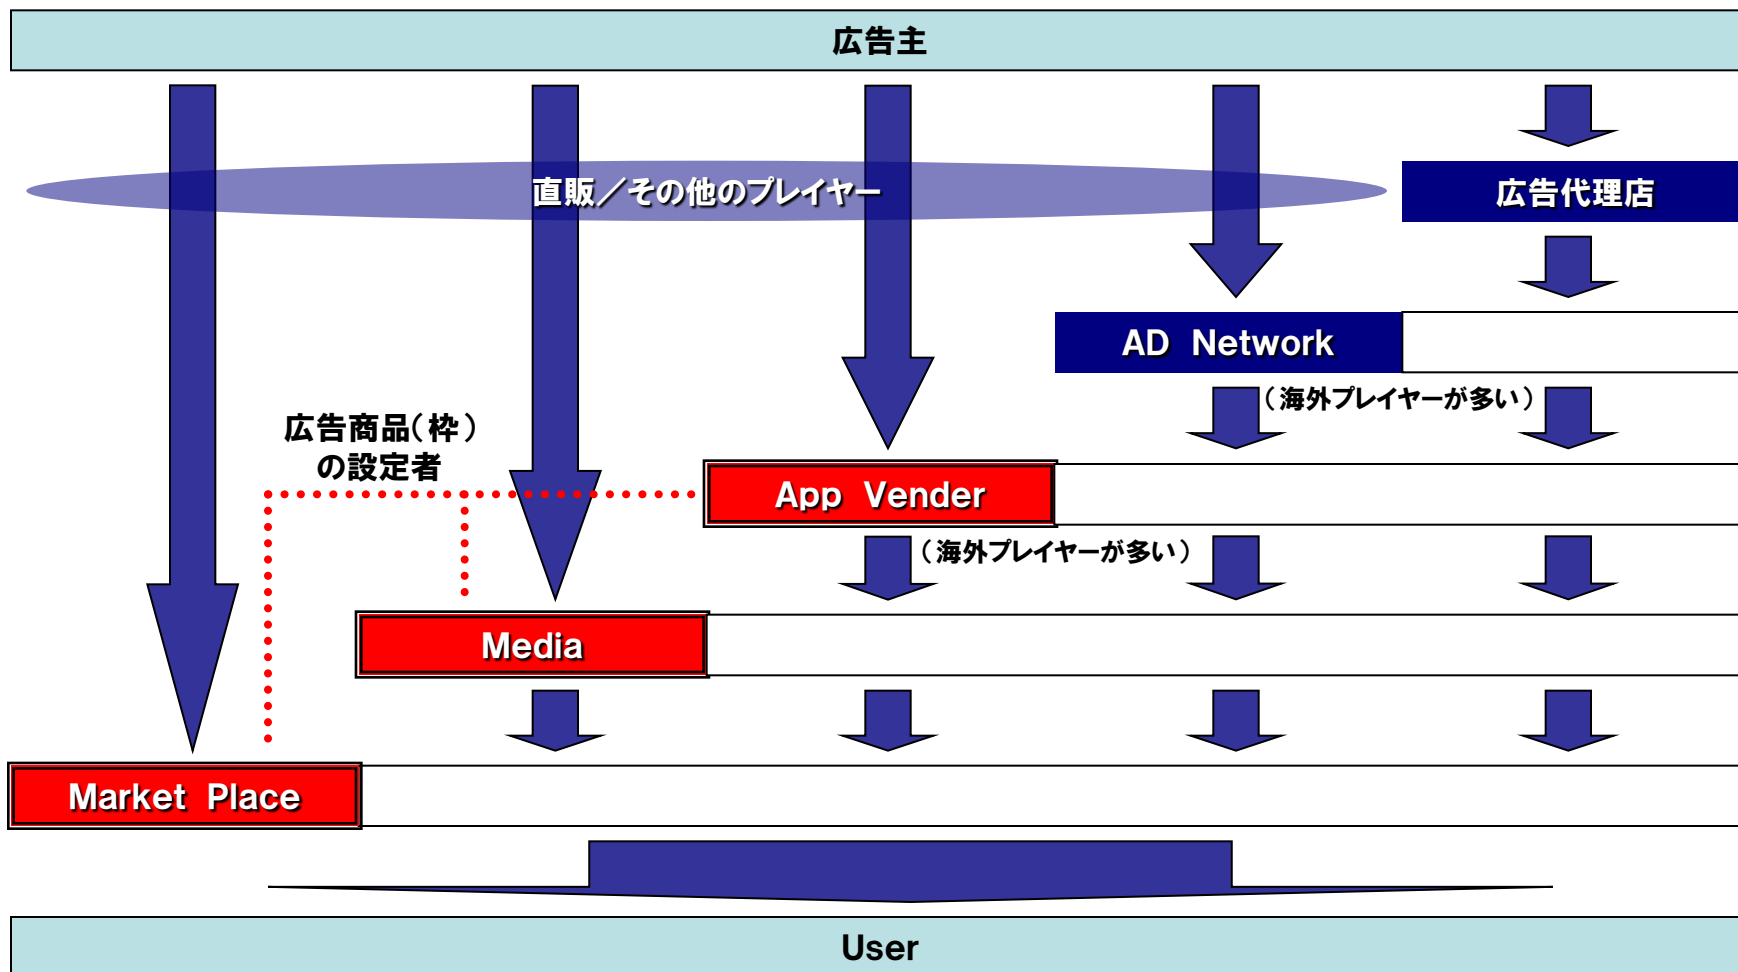 広告主
直販／その他のプレイヤー
広告代理店
AD Network
（海外プレイヤーが多い）
広告商品（枠）
の設定者
App Vender
（海外プレイヤーが多い）
Media
Market Place
User